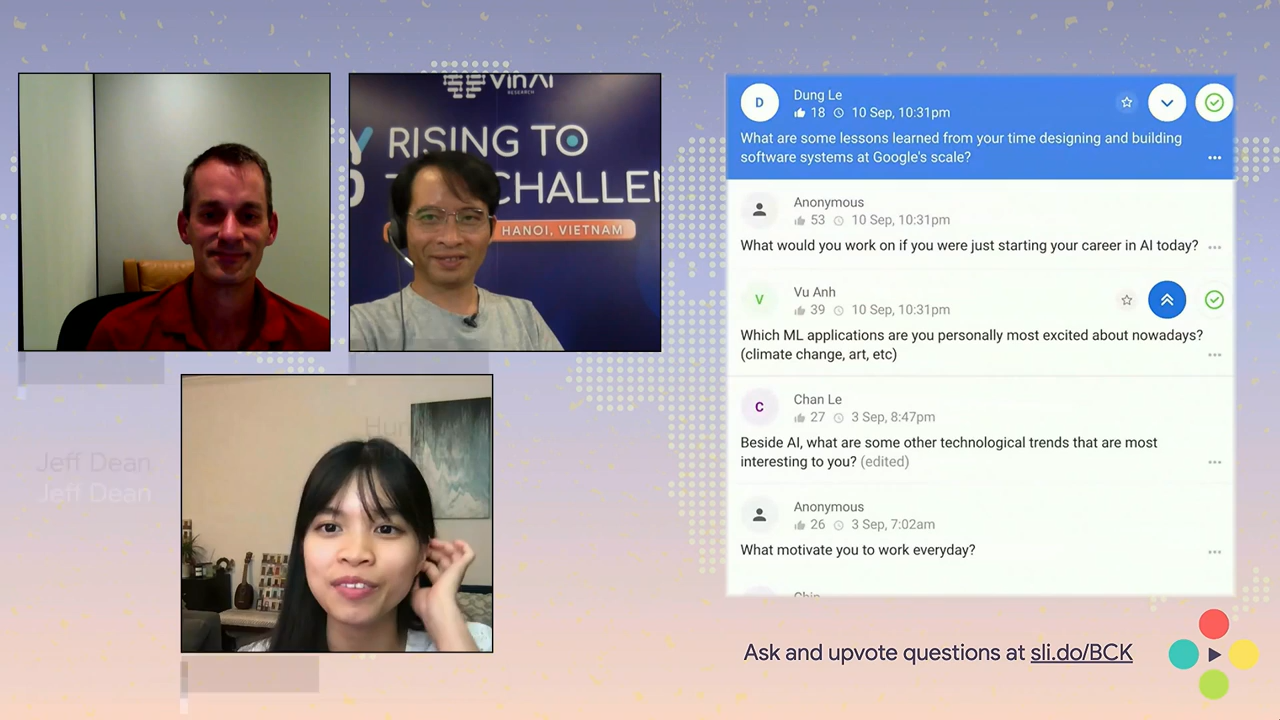 VinAI
RESEARCH
RISING TO
CHALLEN
HANOI, VIETNAM
Jeff Dean
Jeff Dean
D
Dung Le
18 10 Sep, 10:31pm
What are some lessons learned from your time designing and building
software systems at Google's scale?
Anonymous
53 10 Sep, 10:31pm
What would you work on if you were just starting your career in AI today?
V
Vu Anh
39 10 Sep, 10:31pm
Which ML applications are you personally most excited about nowadays?
(climate change, art, etc)
C
Chan Le
27 3 Sep, 8:47pm
Beside AI, what are some other technological trends that are most
interesting to you? (edited)
Anonymous
26 3 Sep, 7:02am
What motivate you to work everyday?
Ask and upvote questions at sli.do/BCK